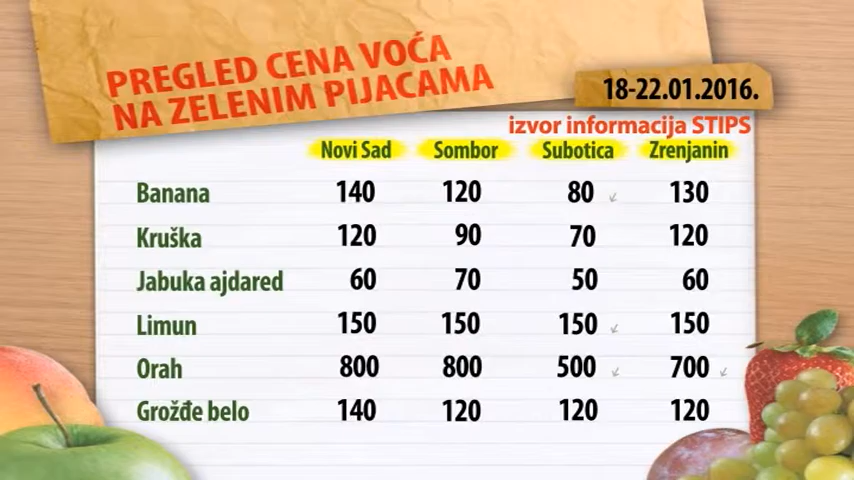 PREGLED CENA VOĆA
NA ZELENIM PIJACAMA
18-22.01.2016.
izvor informacija STIPS
Novi Sad Sombor Subotica Zrenjanin
Banana 140 120 80 130
Kruška 120 90 70 120
Jabuka ajdared 60 70 50 60
Limun 150 150 150 150
Orah 800 800 500 700
Grožđe belo 140 120 120 120